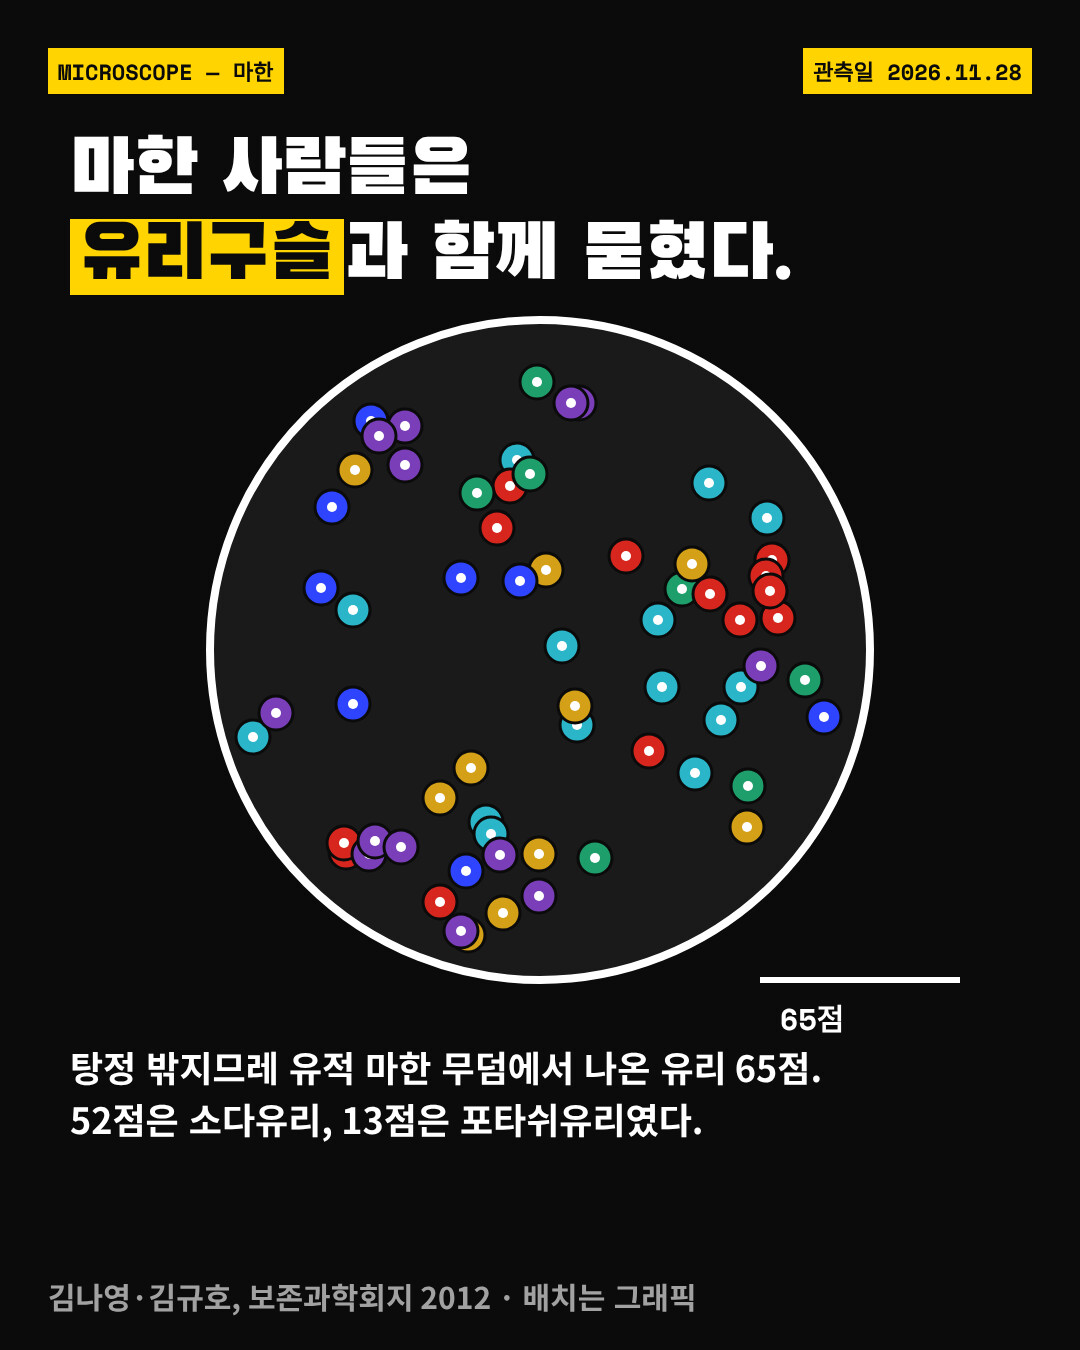 MICROSCOPE — 마한
관측일 2026.11.28
마한 사람들은
유리구슬과 함께 묻혔다.
65점
탕정 밖지므레 유적 마한 무덤에서 나온 유리 65점.
52점은 소다유리, 13점은 포타쉬유리였다.
김나영·김규호, 보존과학회지 2012 · 배치는 그래픽